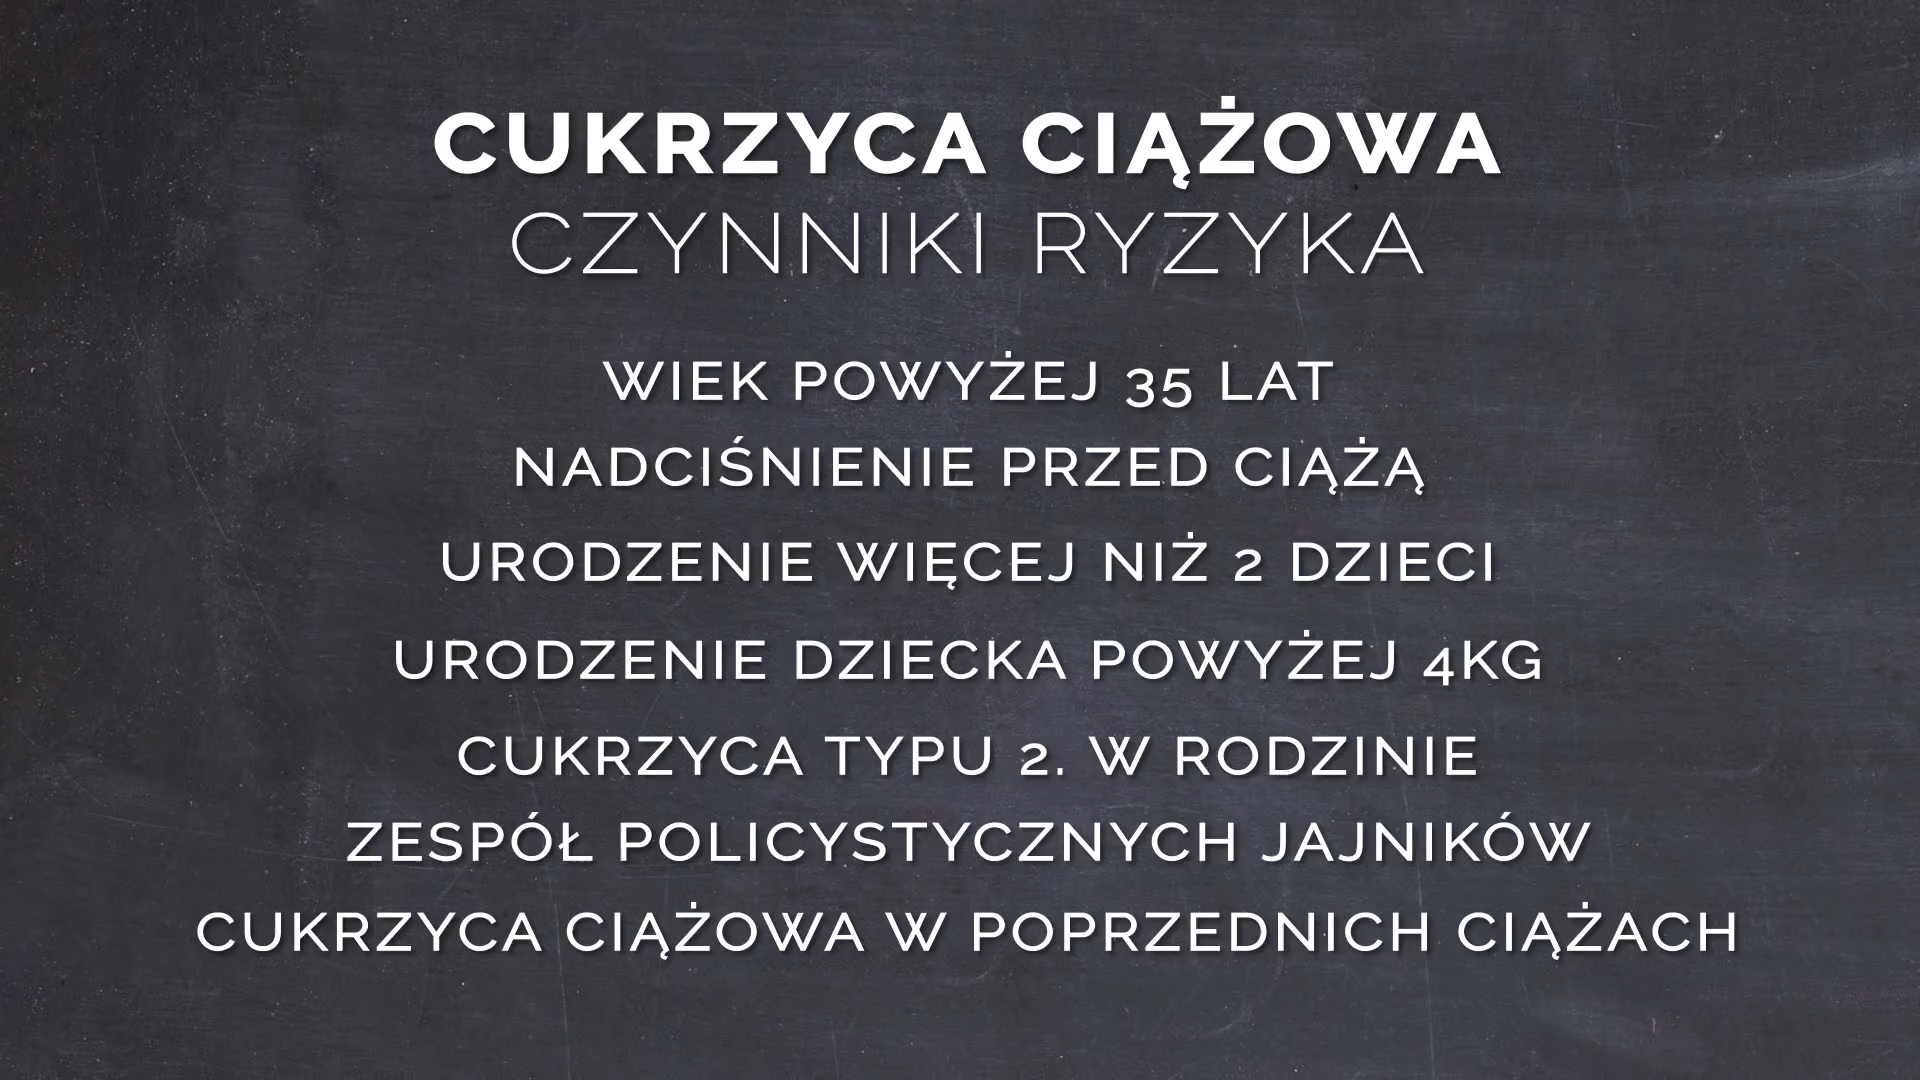 CUKRZYCA CIĄŻOWA
CZYNNIKI RYZYKA
WIEK POWYŻEJ 35 LAT
NADCIŚNIENIE PRZED CIĄŻĄ
URODZENIE WIĘCEJ NIŻ 2 DZIECI
URODZENIE DZIECKA POWYŻEJ 4KG
CUKRZYCA TYPU 2. W RODZINIE
ZESPÓŁ POLICYSTYCZNYCH JAJNIKÓW
CUKRZYCA CIĄŻOWA W POPRZEDNICH CIĄŻACH